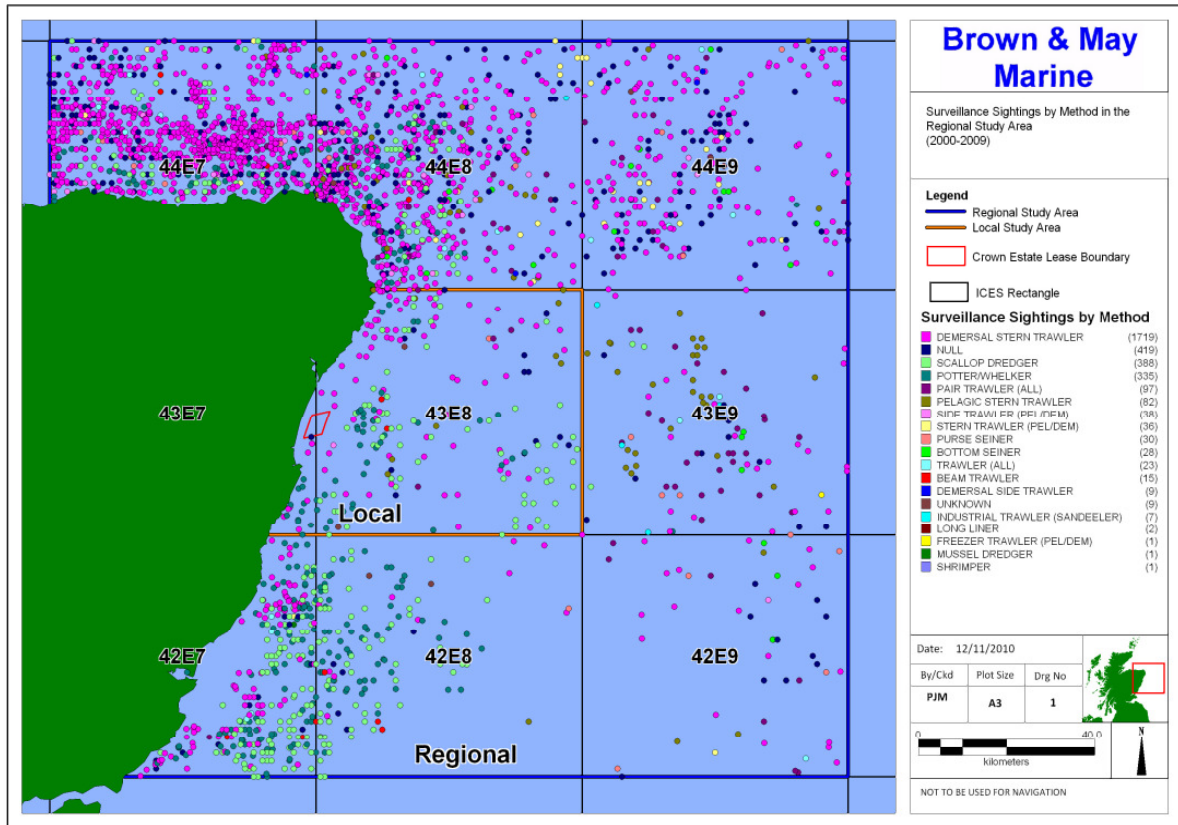 44E7
44E8
44E9
43E7
43E8
43E9
Local
42E7
42E8
42E9
Regional
Brown & May
Marine
Surveillance Sightings by Method in the
Regional Study Area
(2000-2009)
Legend
Regional Study Area
Local Study Area
Crown Estate Lease Boundary
ICES Rectangle
Surveillance Sightings by Method
DEMERSAL STERN TRAWLER (1719)
NULL (419)
SCALLOP DREDGER (388)
POTTER/WHELKER (335)
PAIR TRAWLER (ALL) (97)
PELAGIC STERN TRAWLER (82)
SIDE TRAWLER (PEL/DEM) (38)
STERN TRAWLER (PEL/DEM) (36)
PURSE SEINER (30)
BOTTOM SEINER (28)
TRAWLER (ALL) (23)
BEAM TRAWLER (15)
DEMERSAL SIDE TRAWLER (9)
UNKNOWN (9)
INDUSTRIAL TRAWLER (SANDEELER) (7)
LONG LINER (2)
FREEZER TRAWLER (PEL/DEM) (1)
MUSSEL DREDGER (1)
SHRIMPER (1)
Date: 12/11/2010
By/Ckd Plot Size Drg No
PJM A3 1
0 40.0
kilometers
N
NOT TO BE USED FOR NAVIGATION